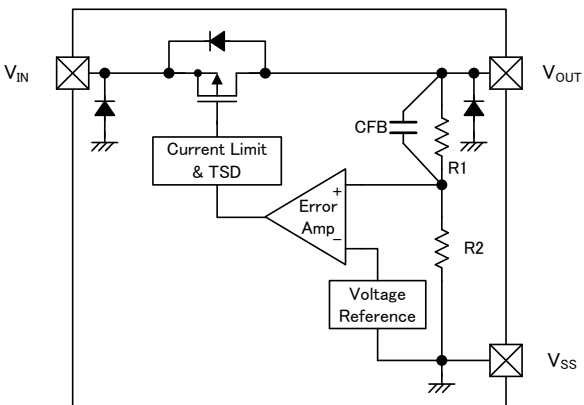 VIN
VOUT
CFB
R1
Current Limit
& TSD
+
Error
Amp
−
R2
Voltage
Reference
VSS